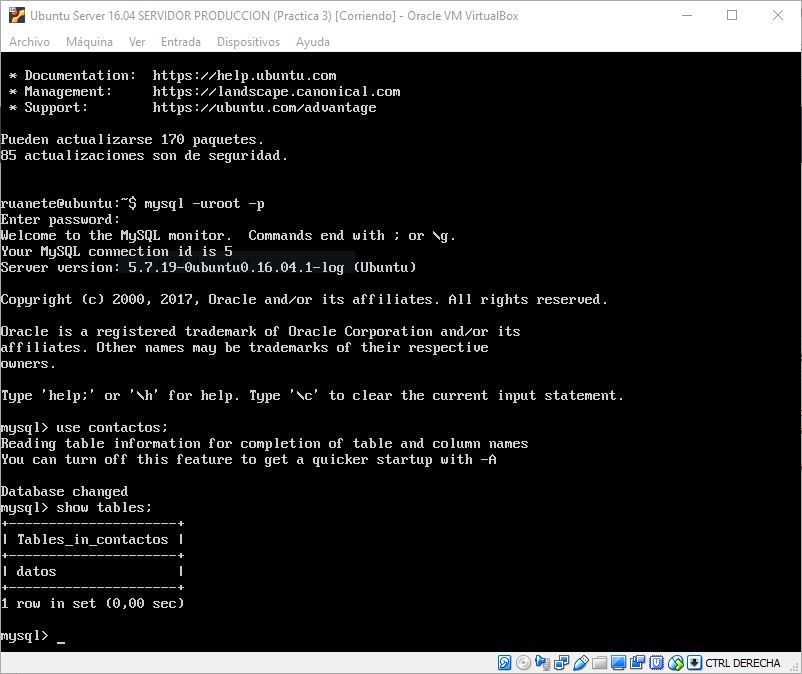 Ubuntu Server 16.04 SERVIDOR PRODUCCION (Practica 3) [Corriendo] - Oracle VM VirtualBox
Archivo Máquina Ver Entrada Dispositivos Ayuda
* Documentation:  https://help.ubuntu.com
* Management:     https://landscape.canonical.com
* Support:        https://ubuntu.com/advantage
Pueden actualizarse 170 paquetes.
85 actualizaciones son de seguridad.
ruanete@ubuntu:~$ mysql -uroot -p
Enter password:
Welcome to the MySQL monitor.  Commands end with ; or \g.
Your MySQL connection id is 5
Server version: 5.7.19-0ubuntu0.16.04.1-log (Ubuntu)
Copyright (c) 2000, 2017, Oracle and/or its affiliates. All rights reserved.
Oracle is a registered trademark of Oracle Corporation and/or its
affiliates. Other names may be trademarks of their respective
owners.
Type 'help;' or '\h' for help. Type '\c' to clear the current input statement.
mysql> use contactos;
Reading table information for completion of table and column names
You can turn off this feature to get a quicker startup with -A
Database changed
mysql> show tables;
+---------------------+
| Tables_in_contactos |
+---------------------+
| datos               |
+---------------------+
1 row in set (0,00 sec)
mysql> _
CTRL DERECHA